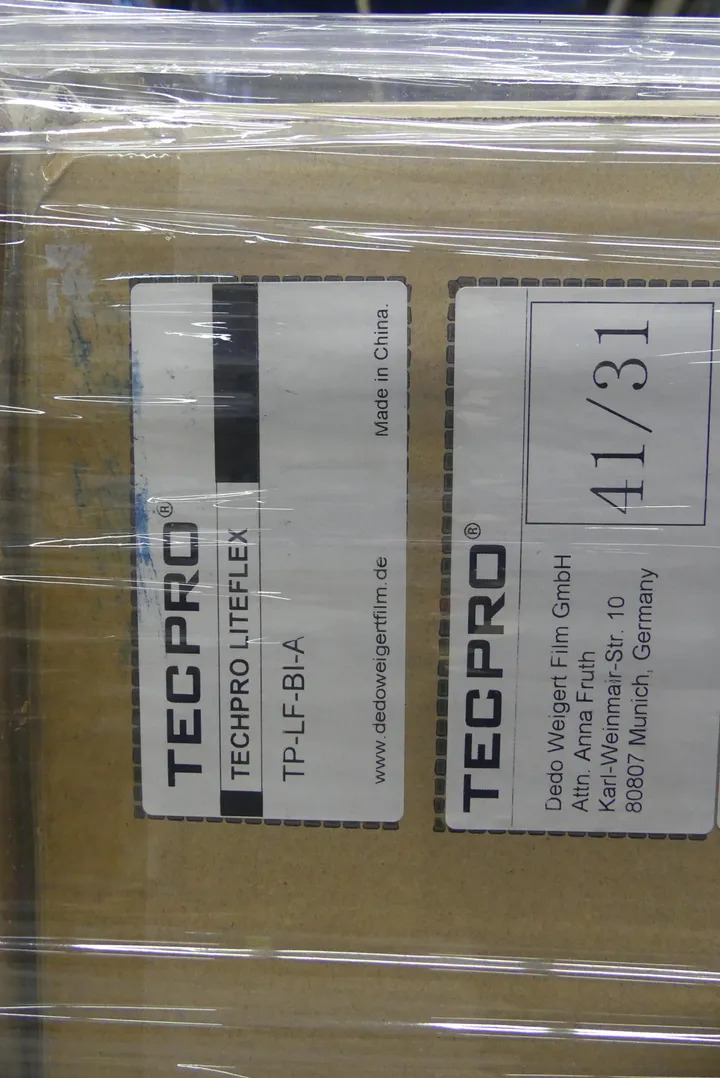 TECPRO®
TECHPRO LITEFLEX
TP-LF-BI-A
www.dedoweigertfilm.de
Made in China.
TECPRO®
Dedo Weigert Film GmbH
Attn. Anna Fruth
Karl-Weinmair-Str. 10
80807 Munich, Germany
41/31